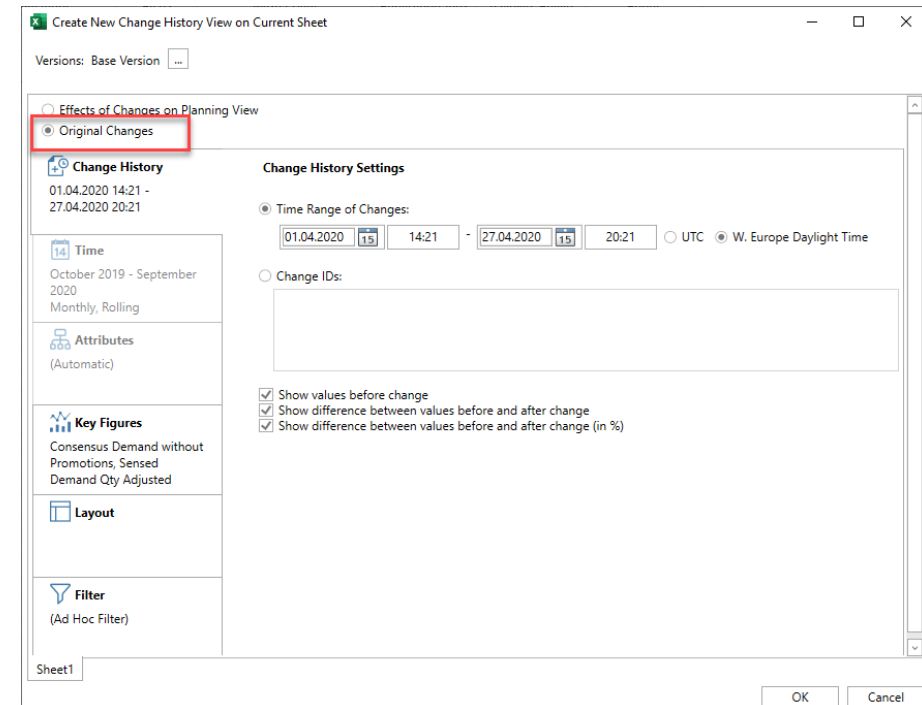 Create New Change History View on Current Sheet
Versions: Base Version ...
Effects of Changes on Planning View
Original Changes
Change History
01.04.2020 14:21 -
27.04.2020 20:21
14 Time
October 2019 - September
2020
Monthly, Rolling
Attributes
(Automatic)
Key Figures
Consensus Demand without
Promotions, Sensed
Demand Qty Adjusted
Layout
Filter
(Ad Hoc Filter)
Change History Settings
Time Range of Changes:
01.04.2020 15 14:21 - 27.04.2020 15 20:21 UTC W. Europe Daylight Time
Change IDs:
Show values before change
Show difference between values before and after change
Show difference between values before and after change (in %)
Sheet1
OK Cancel